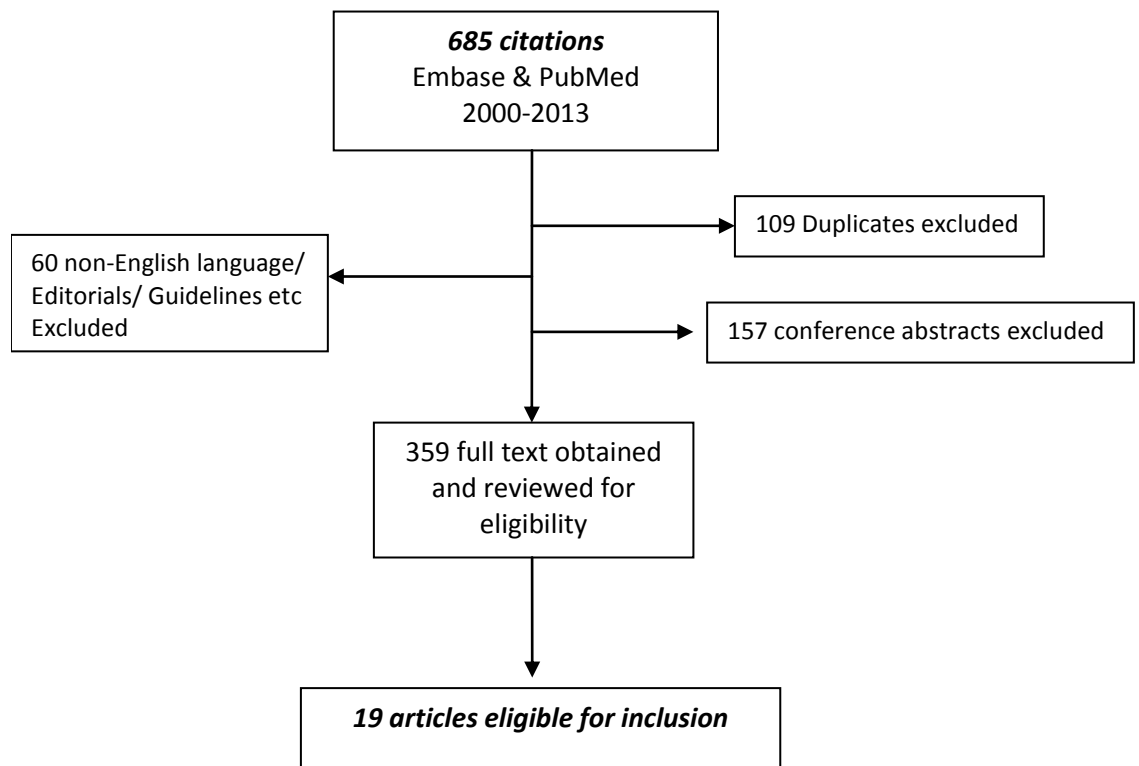 685 citations
Embase & PubMed
2000-2013
109 Duplicates excluded
60 non-English language/
Editorials/ Guidelines etc
Excluded
157 conference abstracts excluded
359 full text obtained
and reviewed for
eligibility
19 articles eligible for inclusion